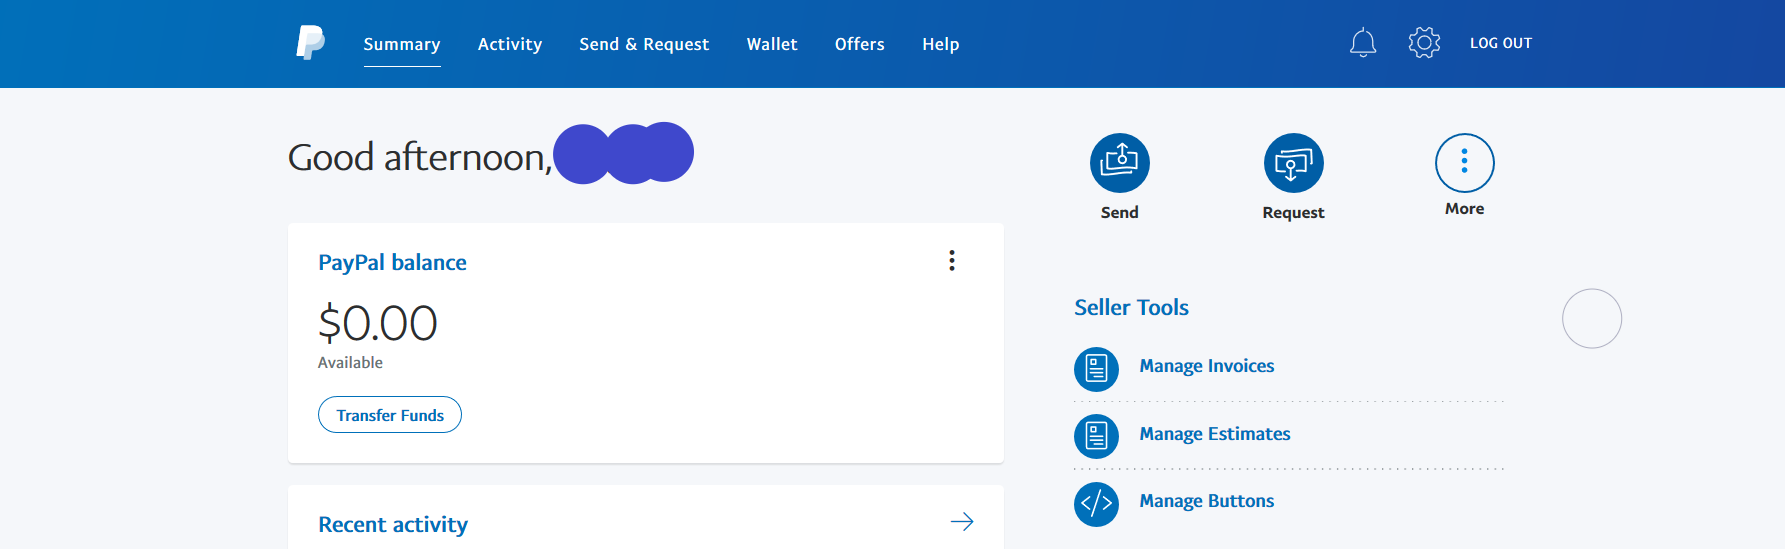 Summary Activity Send & Request Wallet Offers Help LOG OUT
Good afternoon,
Send Request More
PayPal balance
$0.00
Available
Transfer Funds
Seller Tools
Manage Invoices
Manage Estimates
Manage Buttons
Recent activity